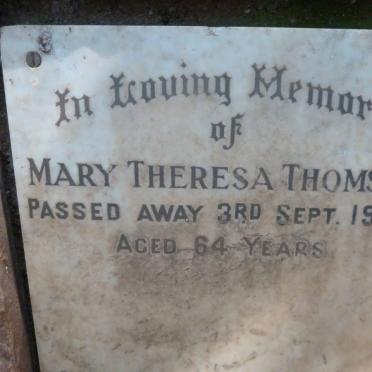 In Loving Memor
of
MARY THERESA THOMS
PASSED AWAY 3RD SEPT. 19
AGED 64 YEARS